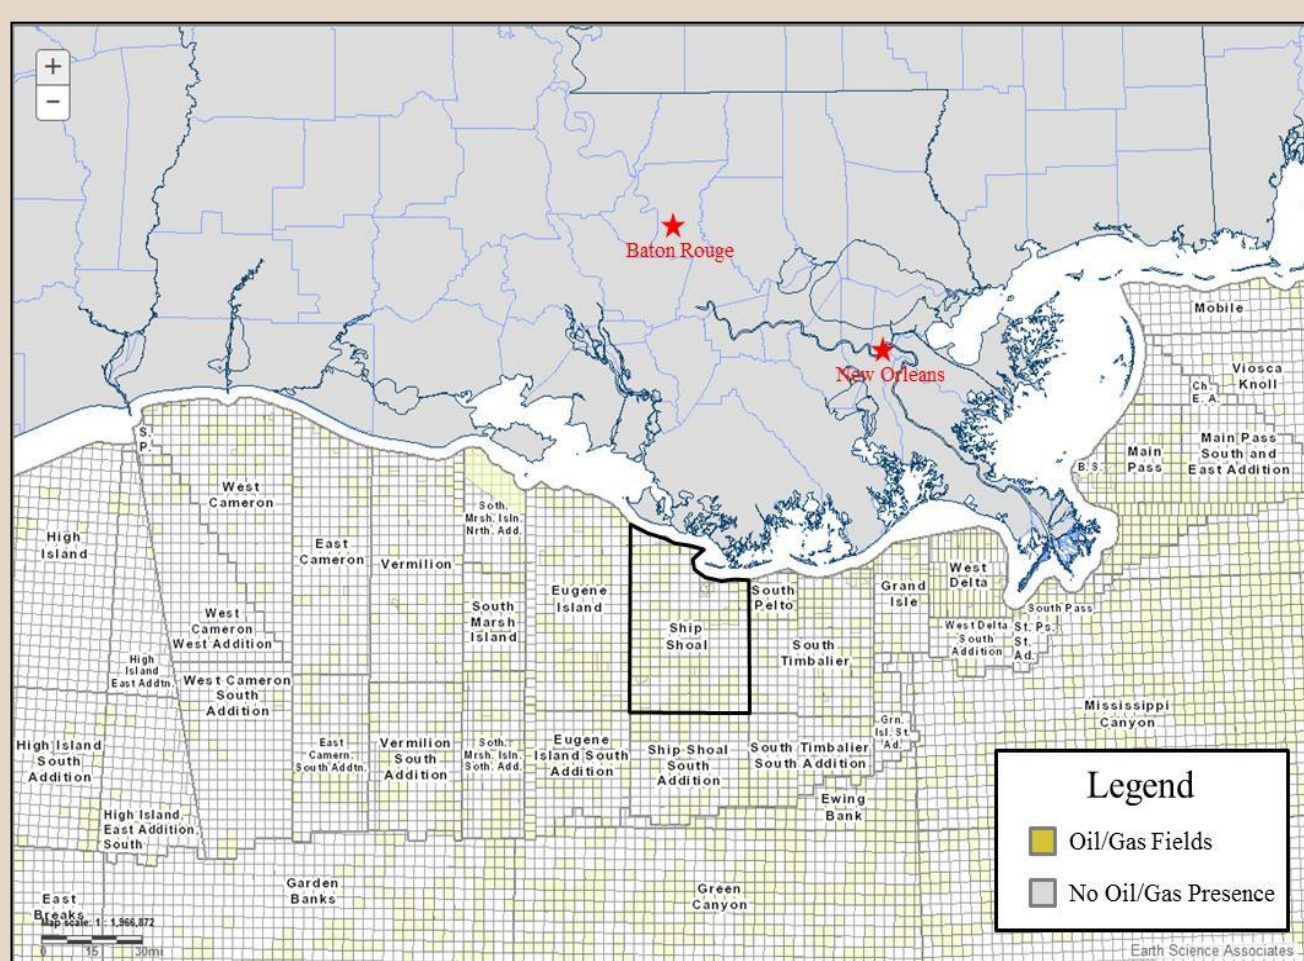 +
−
Baton Rouge
New Orleans
Mobile
Viosca
Knoll
Ch.
E. A.
Main Pass
South and
East Addition
Main
Pass
B.S.
S.
P.
West
Cameron
High
Island
East
Cameron
Vermilion
Soth.
Mrsh. Isln.
Nrth. Add.
South
Marsh
Island
Eugene
Island
Ship
Shoal
South
Pelto
South
Timbalier
Grand
Isle
West
Delta
West Delta
South
Addition
South Pass
St. Ps.
St.
Ad.
West
Cameron
West Addition
High
Island
East Addtn.
West Cameron
South
Addition
High Island
South
Addition
East
Camern.
South Addtn.
Vermilion
South
Addition
Soth.
Mrsh. Isln.
Soth. Add.
Eugene
Island South
Addition
Ship Shoal
South
Addition
South Timbalier
South Addition
Grn.
Isl. St.
Ad.
Mississippi
Canyon
Ewing
Bank
High Island,
East Addition,
South
Garden
Banks
Green
Canyon
East
Breaks
Map scale: 1 : 1,966,872
0 15 30mi
Legend
Oil/Gas Fields
No Oil/Gas Presence
Earth Science Associates